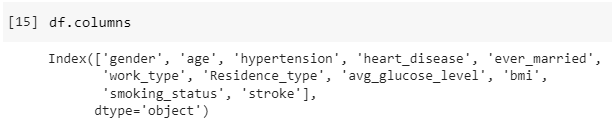 [15] df.columns
Index(['gender', 'age', 'hypertension', 'heart_disease', 'ever_married',
'work_type', 'Residence_type', 'avg_glucose_level', 'bmi',
'smoking_status', 'stroke'],
dtype='object')